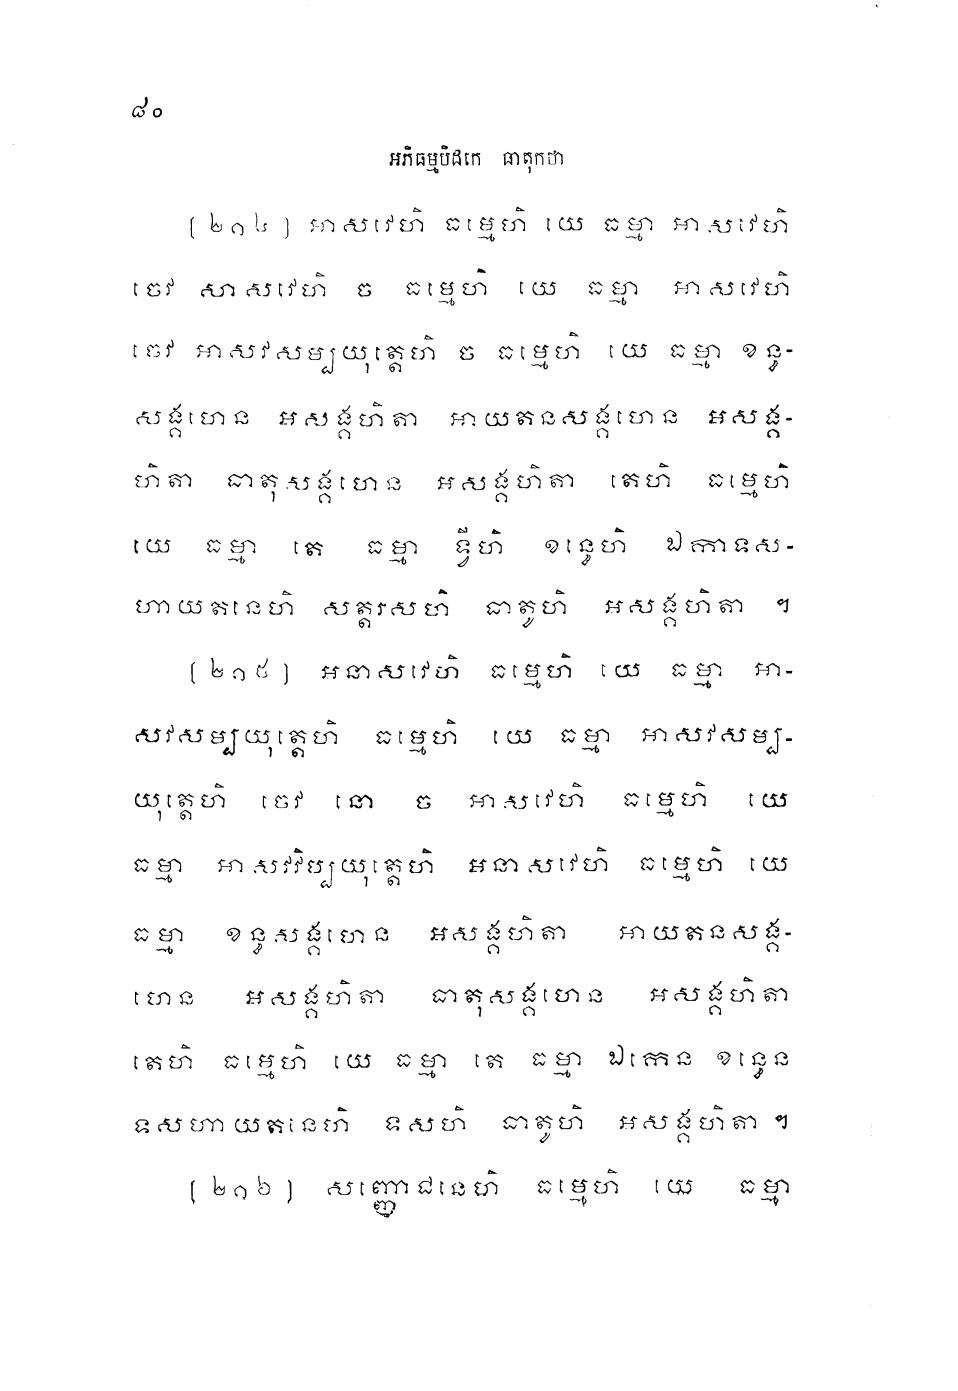 ៨០
អភិធម្មបិដកេ ធាតុកថា
[២១៤] អាសវេហិ ធម្មេហិ យេ ធម្មា អាសវេហិ
ចេវ សាសវេហិ ច ធម្មេហិ យេ ធម្មា អាសវេហិ
ចេវ អាសវសម្បយុត្តេហិ ច ធម្មេហិ យេ ធម្មា ខន្ធ-
សង្គហេន អសង្គហិតា អាយតនសង្គហេន អសង្គ-
ហិតា ធាតុសង្គហេន អសង្គហិតា តេហិ ធម្មេហិ
យេ ធម្មា តេ ធម្មា ទ្វីហិ ខន្ធេហិ ឯកាទស-
ហាយតនេហិ សត្តរសហិ ធាតូហិ អសង្គហិតា ។
[២១៥] អនាសវេហិ ធម្មេហិ យេ ធម្មា អា-
សវសម្បយុត្តេហិ ធម្មេហិ យេ ធម្មា អាសវសម្ប-
យុត្តេហិ ចេវ នោ ច អាសវេហិ ធម្មេហិ យេ
ធម្មា អាសវវិប្បយុត្តេហិ អនាសវេហិ ធម្មេហិ យេ
ធម្មា ខន្ធសង្គហេន អសង្គហិតា អាយតនសង្គ-
ហេន អសង្គហិតា ធាតុសង្គហេន អសង្គហិតា
តេហិ ធម្មេហិ យេ ធម្មា តេ ធម្មា ឯកេន ខន្ធេន
ទសហាយតនេហិ ទសហិ ធាតូហិ អសង្គហិតា ។
[២១៦] សញ្ញោជនេហិ ធម្មេហិ យេ ធម្មា